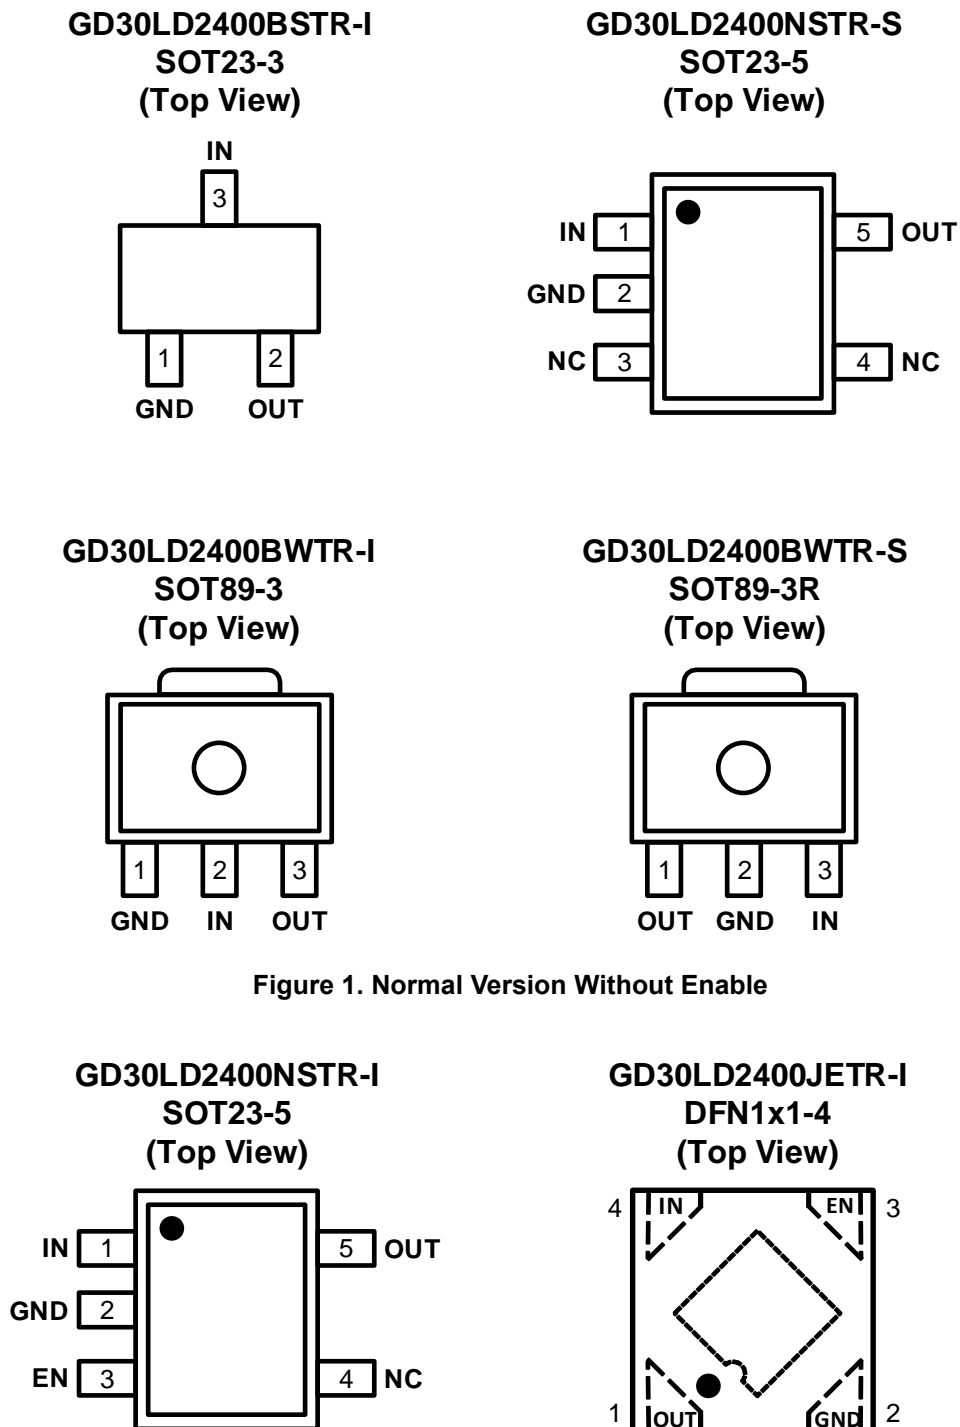 GD30LD2400BSTR-I
SOT23-3
(Top View)
IN
3
1
2
GND
OUT
GD30LD2400NSTR-S
SOT23-5
(Top View)
IN
1
5
OUT
GND
2
NC
3
4
NC
GD30LD2400BWTR-I
SOT89-3
(Top View)
1
2
3
GND
IN
OUT
GD30LD2400BWTR-S
SOT89-3R
(Top View)
1
2
3
OUT
GND
IN
Figure 1. Normal Version Without Enable
GD30LD2400NSTR-I
SOT23-5
(Top View)
IN
1
5
OUT
GND
2
EN
3
4
NC
GD30LD2400JETR-I
DFN1x1-4
(Top View)
4
IN
EN
3
1
OUT
GND
2